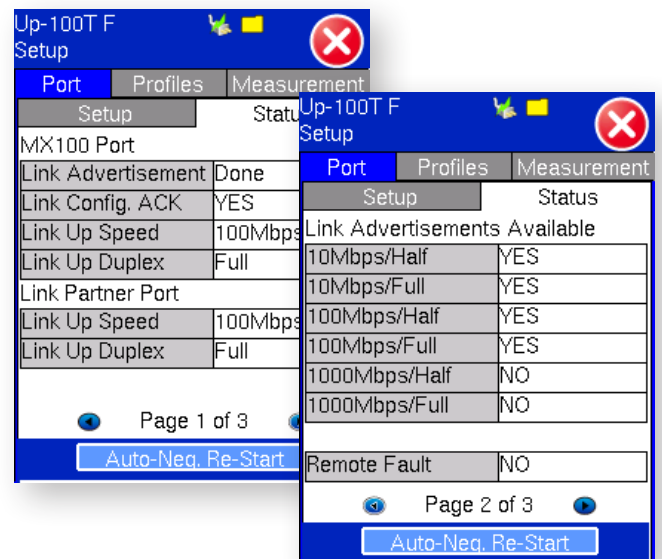 Up-100T F
Setup
Port Profiles Measurement
Setup
MX100 Port
Link Advertisement Done
Link Config. ACK YES
Link Up Speed
Link Up Duplex Full
Link Partner Port
Link Up Speed
Link Up Duplex Full
Page 1 of 3
Auto-Neg. Re-Start
Up-100T F
Setup
Port Profiles Measurement
Setup Status
Link Advertisements Available
10Mbps/Half YES
10Mbps/Full YES
100Mbps/Half YES
100Mbps/Full YES
1000Mbps/Half NO
1000Mbps/Full NO
Remote Fault NO
Page 2 of 3
Auto-Neg. Re-Start